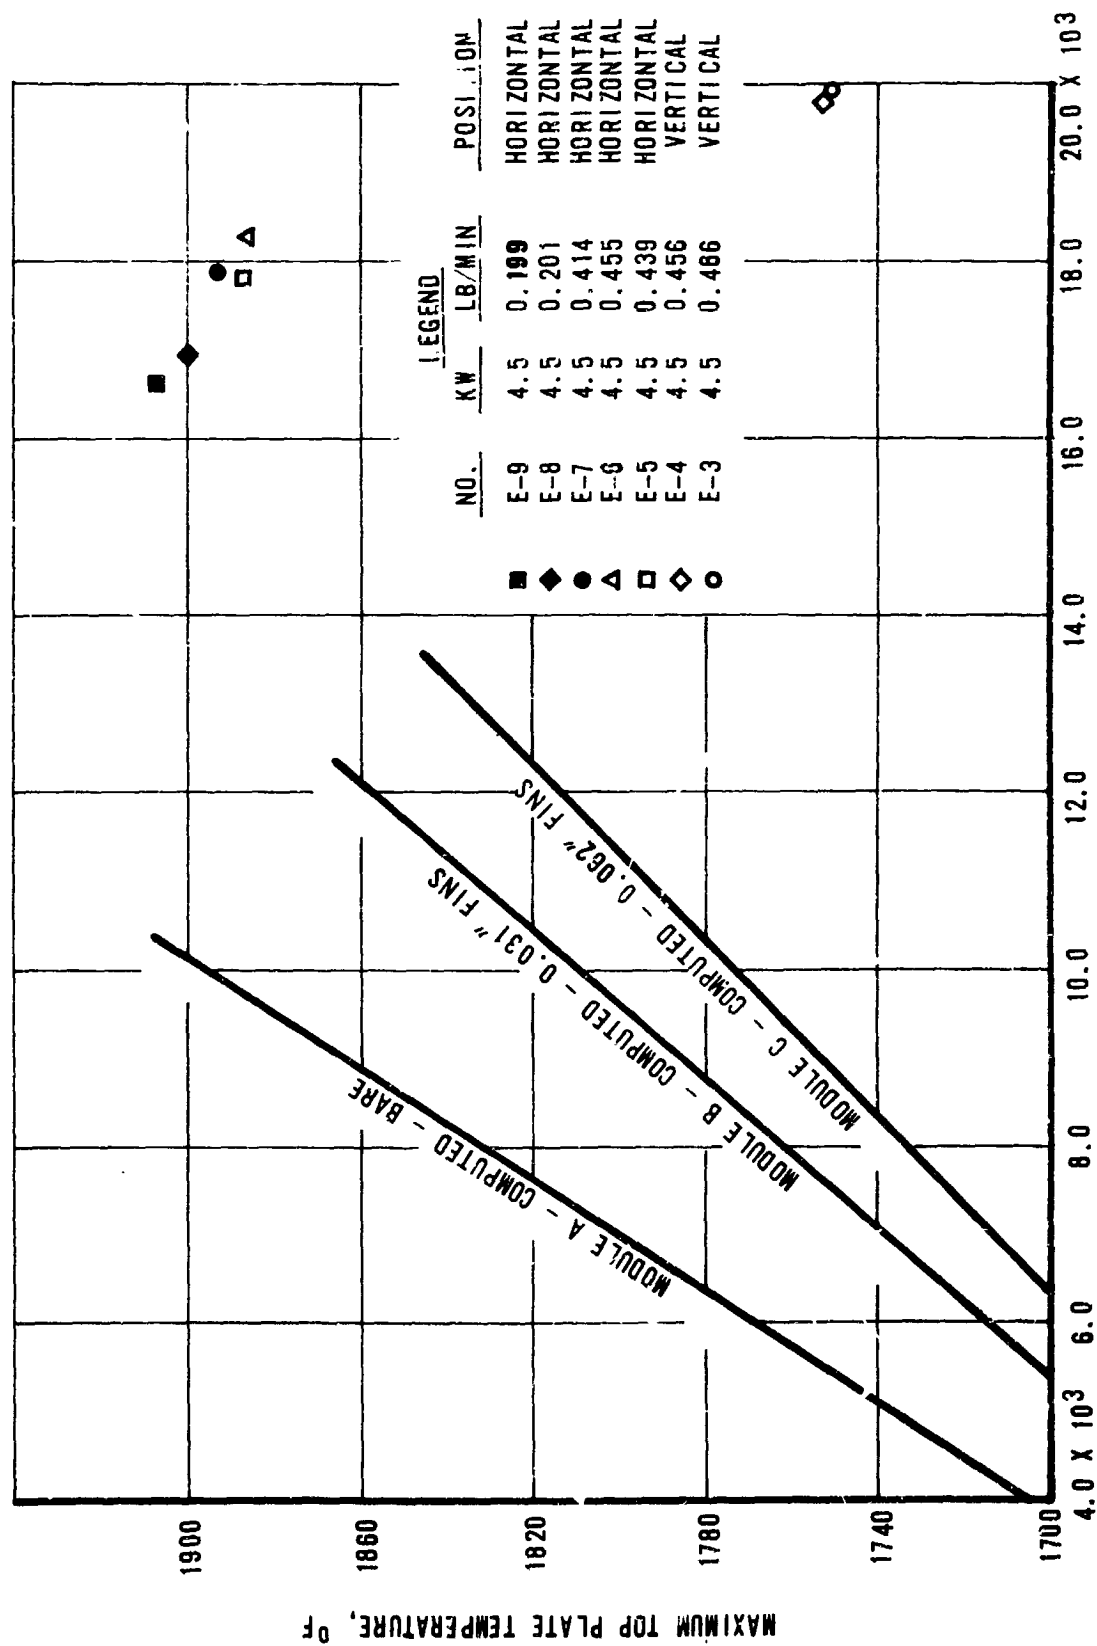 MAXIMUM TOP PLATE TEMPERATURE, °F
1900
1860
1820
1780
1740
1700
4.0 X 10³
6.0
8.0
10.0
12.0
14.0
16.0
18.0
20.0 X 10³
MODULE A - COMPUTED - BARE
MODULE B - COMPUTED - 0.031" FINS
MODULE C - COMPUTED - 0.062" FINS
LEGEND
NO. KW LB/MIN
E-9 4.5 0.199 HORIZONTAL
E-8 4.5 0.201 HORIZONTAL
E-7 4.5 0.414 HORIZONTAL
E-6 4.5 0.455 HORIZONTAL
E-5 4.5 0.439 HORIZONTAL
E-4 4.5 0.456 VERTICAL
E-3 4.5 0.486 VERTICAL